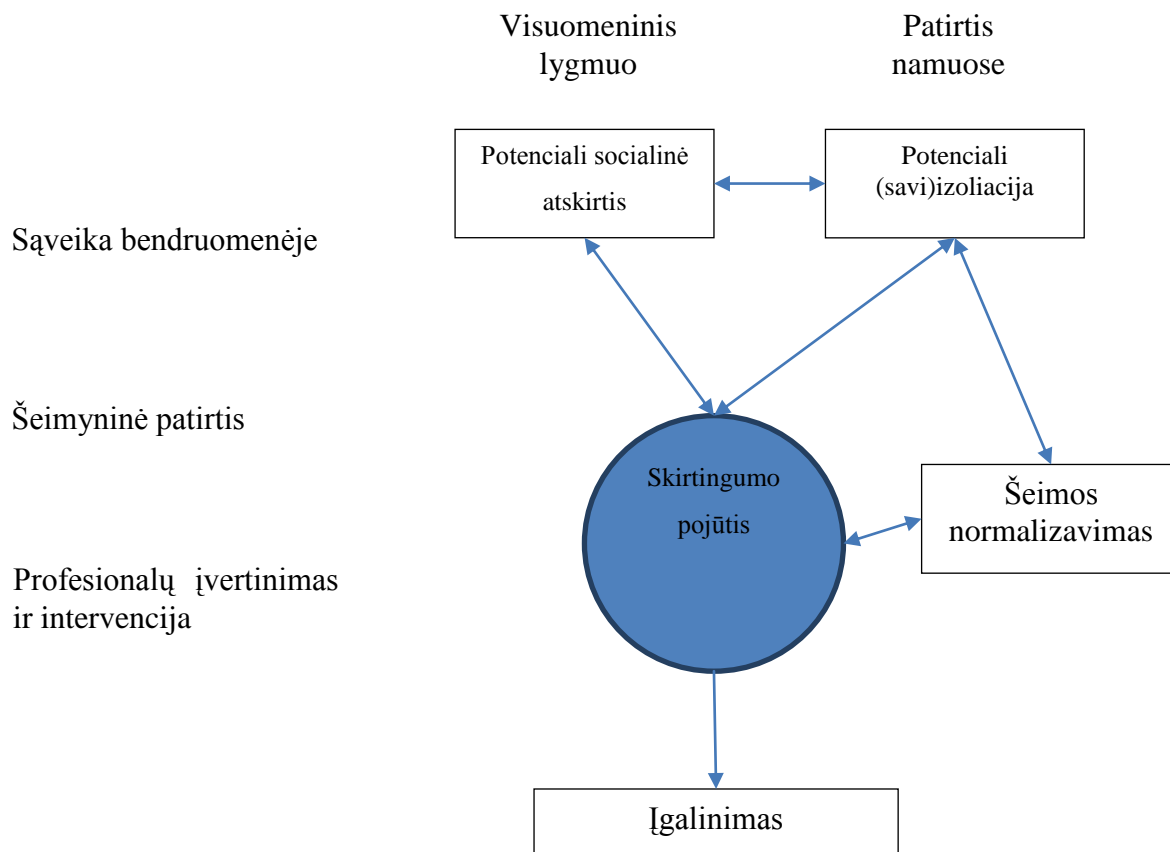 Visuomeninis
lygmuo
Patirtis
namuose
Potenciali socialinė
atskirtis
Potenciali
(savi)izoliacija
Sąveika bendruomenėje
Šeimyninė patirtis
Skirtingumo
pojūtis
Šeimos
normalizavimas
Profesionalų įvertinimas
ir intervencija
Įgalinimas